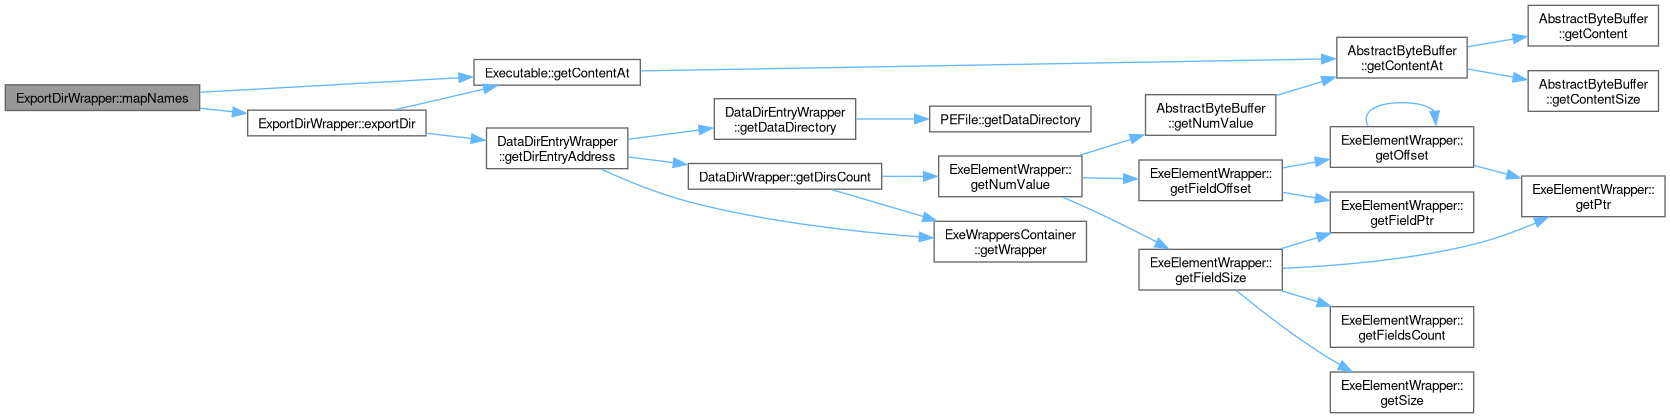 ExportDirWrapper::mapNames
Executable::getContentAt
ExportDirWrapper::exportDir
DataDirEntryWrapper
::getDirEntryAddress
DataDirEntryWrapper
::getDataDirectory
DataDirWrapper::getDirsCount
PEFile::getDataDirectory
ExeElementWrapper::
getNumValue
ExeWrappersContainer
::getWrapper
AbstractByteBuffer
::getNumValue
ExeElementWrapper::
getFieldOffset
ExeElementWrapper::
getFieldSize
AbstractByteBuffer
::getContentAt
ExeElementWrapper::
getOffset
ExeElementWrapper::
getFieldPtr
ExeElementWrapper::
getFieldsCount
ExeElementWrapper::
getSize
AbstractByteBuffer
::getContent
AbstractByteBuffer
::getContentSize
ExeElementWrapper::
getPtr